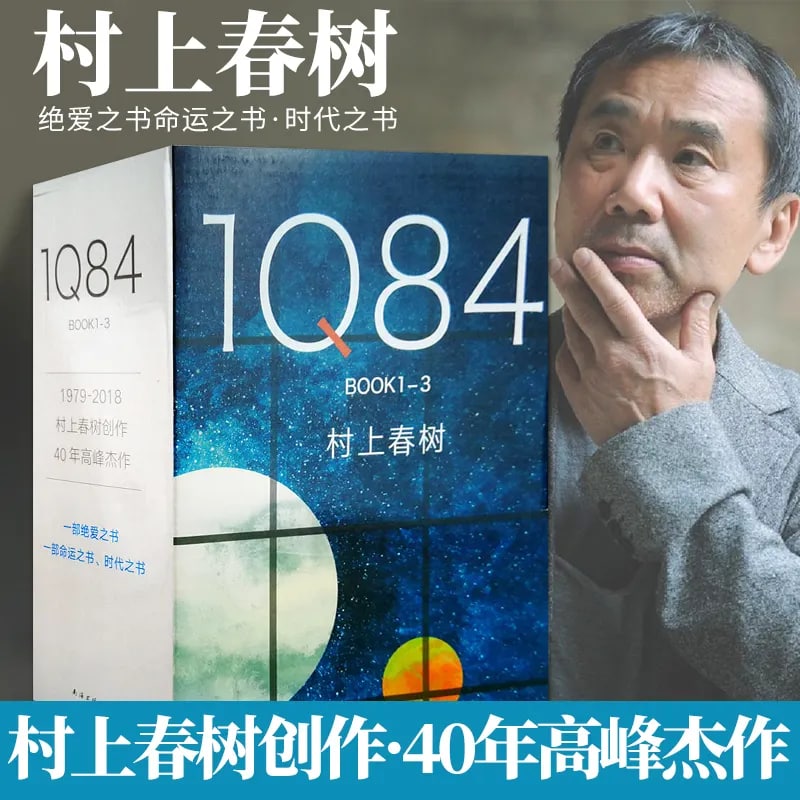 村上春树
绝爱之书命运之书·时代之书
1Q84
BOOK1-3
1979-2018
村上春树创作
40年高峰杰作
一部绝爱之书
一部命运之书、时代之书
1Q84
BOOK1-3
村上春树
村上春树创作·40年高峰杰作